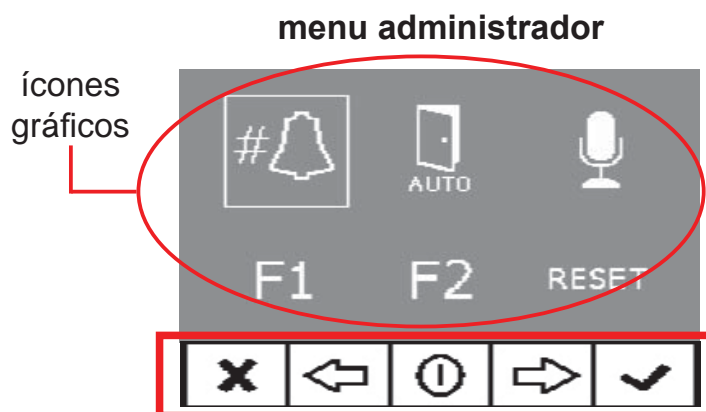 menu administrador
ícones
gráficos
#
AUTO
F1 F2 RESET